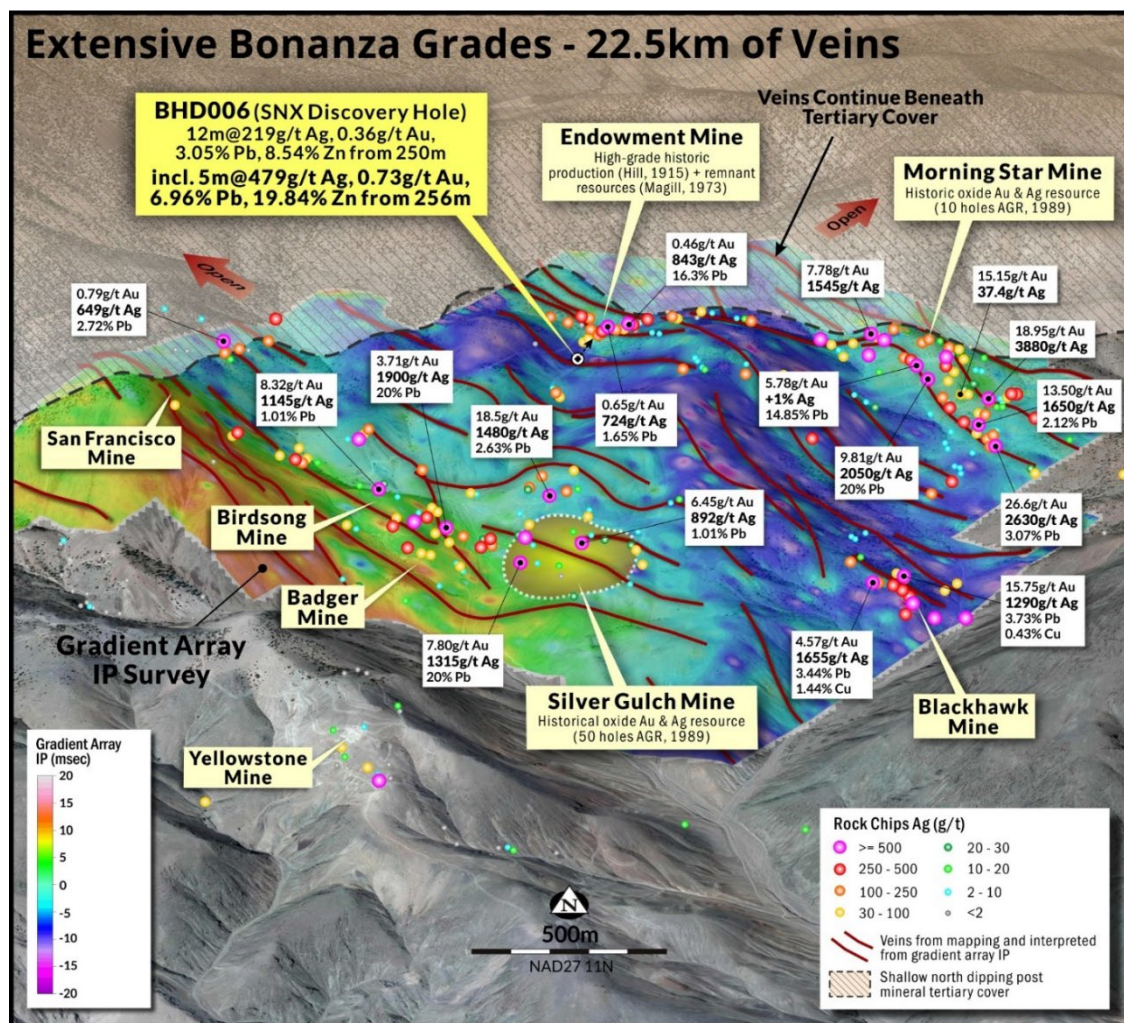 Extensive Bonanza Grades - 22.5km of Veins
BHD006 (SNX Discovery Hole)
12m@219g/t Ag, 0.36g/t Au,
3.05% Pb, 8.54% Zn from 250m
incl. 5m@479g/t Ag, 0.73g/t Au,
6.96% Pb, 19.84% Zn from 256m
Endowment Mine
High-grade historic
production (Hill, 1915) + remnant
resources (Magill, 1973)
Veins Continue Beneath
Tertiary Cover
Morning Star Mine
Historic oxide Au & Ag resource
(10 holes AGR, 1989)
Open
Open
0.79g/t Au
649g/t Ag
2.72% Pb
0.46g/t Au
843g/t Ag
16.3% Pb
7.78g/t Au
1545g/t Ag
15.15g/t Au
37.4g/t Ag
18.95g/t Au
3880g/t Ag
8.32g/t Au
1145g/t Ag
1.01% Pb
3.71g/t Au
1900g/t Ag
20% Pb
18.5g/t Au
1480g/t Ag
2.63% Pb
0.65g/t Au
724g/t Ag
1.65% Pb
5.78g/t Au
+1% Ag
14.85% Pb
13.50g/t Au
1650g/t Ag
2.12% Pb
San Francisco
Mine
9.81g/t Au
2050g/t Ag
20% Pb
26.6g/t Au
2630g/t Ag
3.07% Pb
Birdsong
Mine
6.45g/t Au
892g/t Ag
1.01% Pb
Badger
Mine
15.75g/t Au
1290g/t Ag
3.73% Pb
0.43% Cu
Gradient Array
IP Survey
7.80g/t Au
1315g/t Ag
20% Pb
4.57g/t Au
1655g/t Ag
3.44% Pb
1.44% Cu
Silver Gulch Mine
Historical oxide Au & Ag resource
(50 holes AGR, 1989)
Blackhawk
Mine
Yellowstone
Mine
Gradient Array
IP (msec)
20
15
10
5
0
-5
-10
-15
-20
N
500m
NAD27 11N
Rock Chips Ag (g/t)
>= 500
250 - 500
100 - 250
30 - 100
20 - 30
10 - 20
2 - 10
<2
Veins from mapping and interpreted
from gradient array IP
Shallow north dipping post
mineral tertiary cover